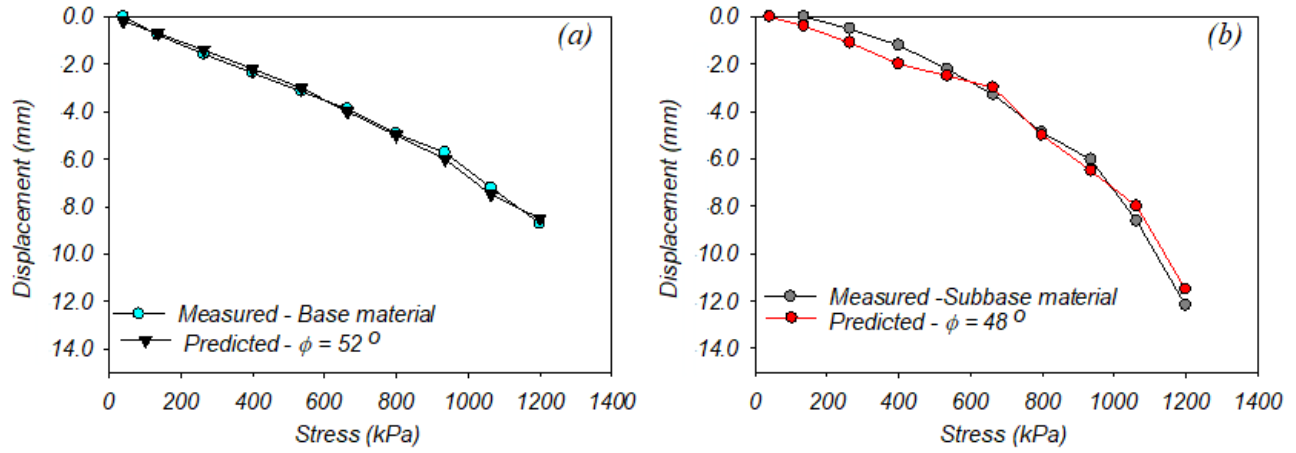 0.0
2.0
4.0
6.0
8.0
10.0
12.0
14.0
Displacement (mm)
(a)
Measured - Base material
Predicted - ϕ = 52 o
0 200 400 600 800 1000 1200 1400
Stress (kPa)
0.0
2.0
4.0
6.0
8.0
10.0
12.0
14.0
Displacement (mm)
(b)
Measured -Subbase material
Predicted - ϕ = 48 o
0 200 400 600 800 1000 1200 1400
Stress (kPa)